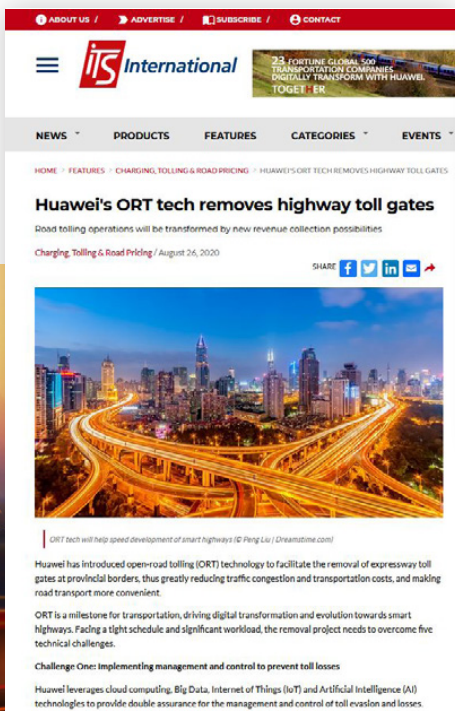 ABOUT US / ADVERTISE / SUBSCRIBE / CONTACT
iTS International
23 FORTUNE GLOBAL 500
TRANSPORTATION COMPANIES
DIGITALLY TRANSFORM WITH HUAWEI.
TOGETHER
NEWS PRODUCTS FEATURES CATEGORIES EVENTS
HOME > FEATURES > CHARGING, TOLLING & ROAD PRICING > HUAWEI'S ORT TECH REMOVES HIGHWAY TOLL GATES
Huawei's ORT tech removes highway toll gates
Road tolling operations will be transformed by new revenue collection possibilities
Charging, Tolling & Road Pricing / August 26, 2020
SHARE
ORT tech will help speed development of smart highways (© Peng Liu | Dreamstime.com)
Huawei has introduced open-road tolling (ORT) technology to facilitate the removal of expressway toll
gates at provincial borders, thus greatly reducing traffic congestion and transportation costs, and making
road transport more convenient.
ORT is a milestone for transportation, driving digital transformation and evolution towards smart
highways. Facing a tight schedule and significant workload, the removal project needs to overcome five
technical challenges.
Challenge One: Implementing management and control to prevent toll losses
Huawei leverages cloud computing, Big Data, Internet of Things (IoT) and Artificial Intelligence (AI)
technologies to provide double assurance for the management and control of toll evasion and losses.